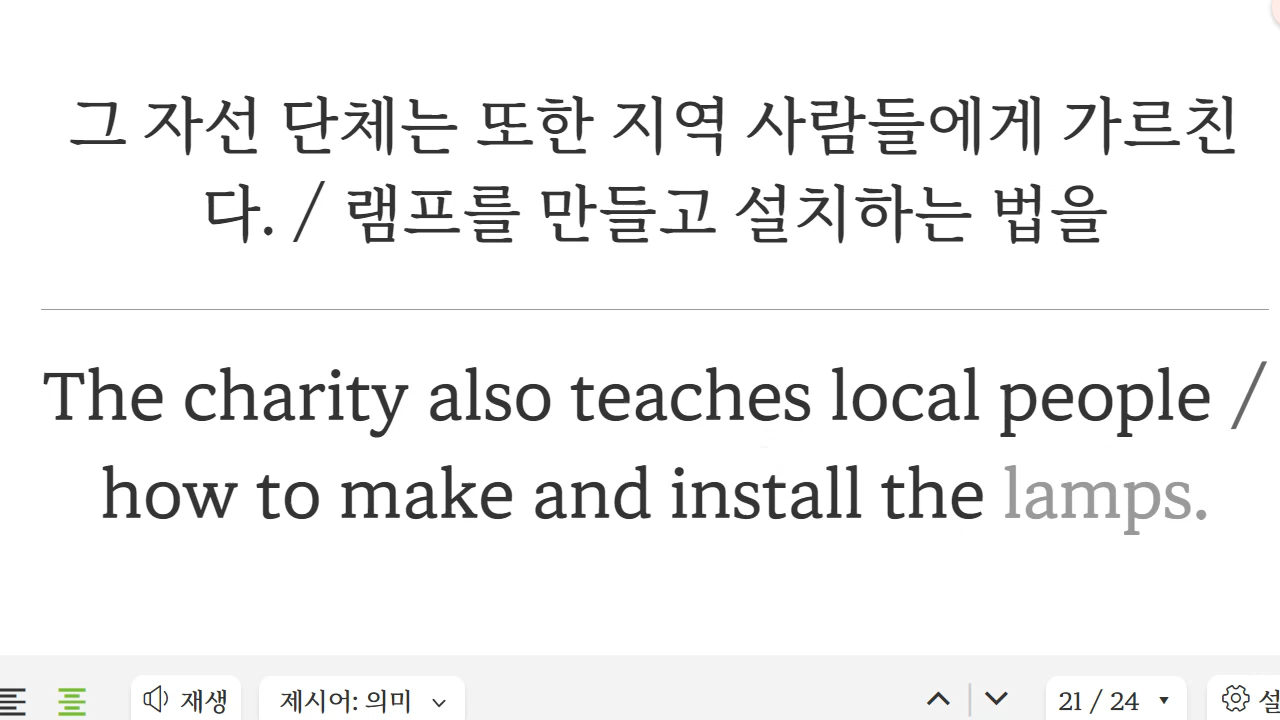 그 자선 단체는 또한 지역 사람들에게 가르친
다. / 램프를 만들고 설치하는 법을
The charity also teaches local people /
how to make and install the lamps.
재생 제시어: 의미 21 / 24 설